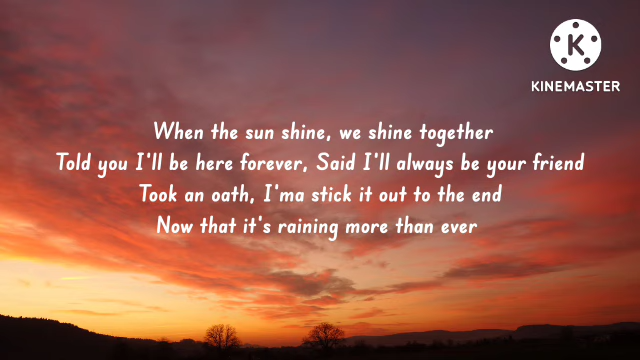 KINEMASTER
When the sun shine, we shine together
Told you I'll be here forever, Said I'll always be your friend
Took an oath, I'ma stick it out to the end
Now that it's raining more than ever